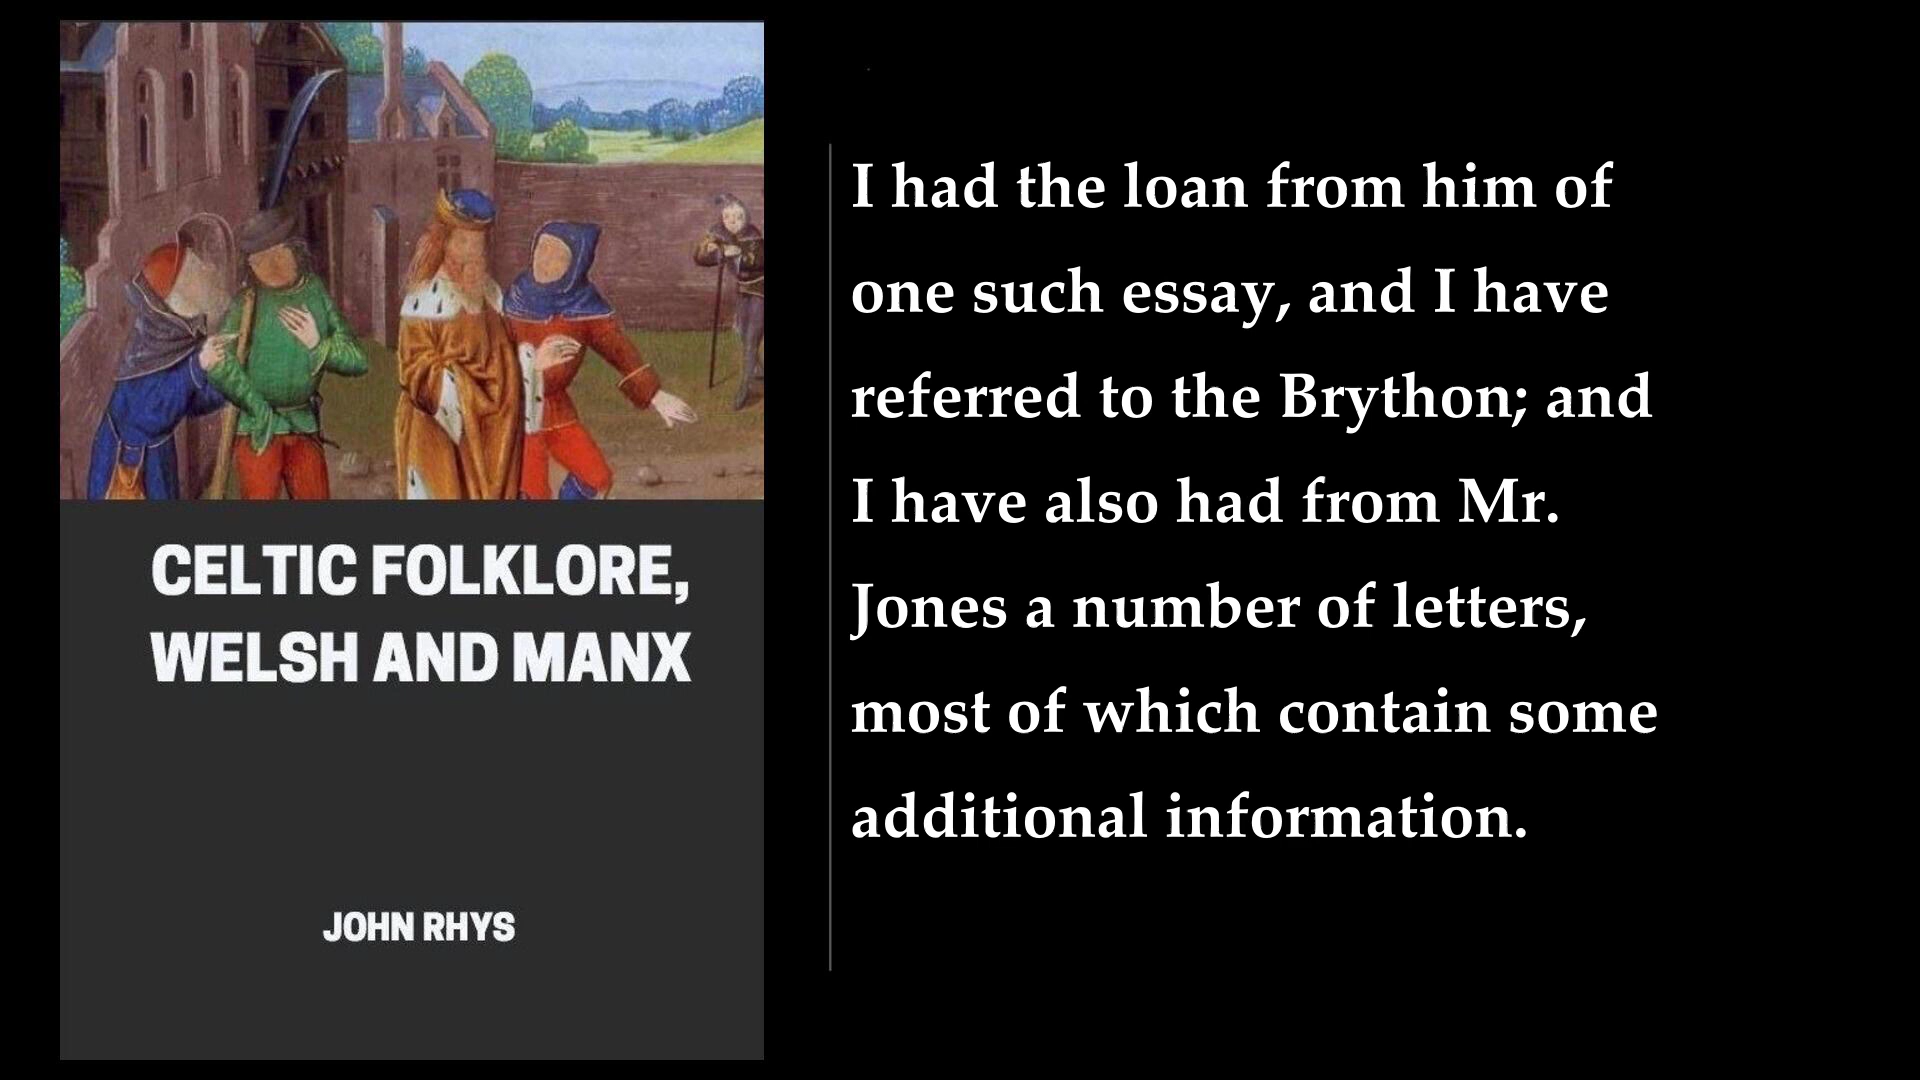 CELTIC FOLKLORE,
WELSH AND MANX
JOHN RHYS
I had the loan from him of
one such essay, and I have
referred to the Brython; and
I have also had from Mr.
Jones a number of letters,
most of which contain some
additional information.